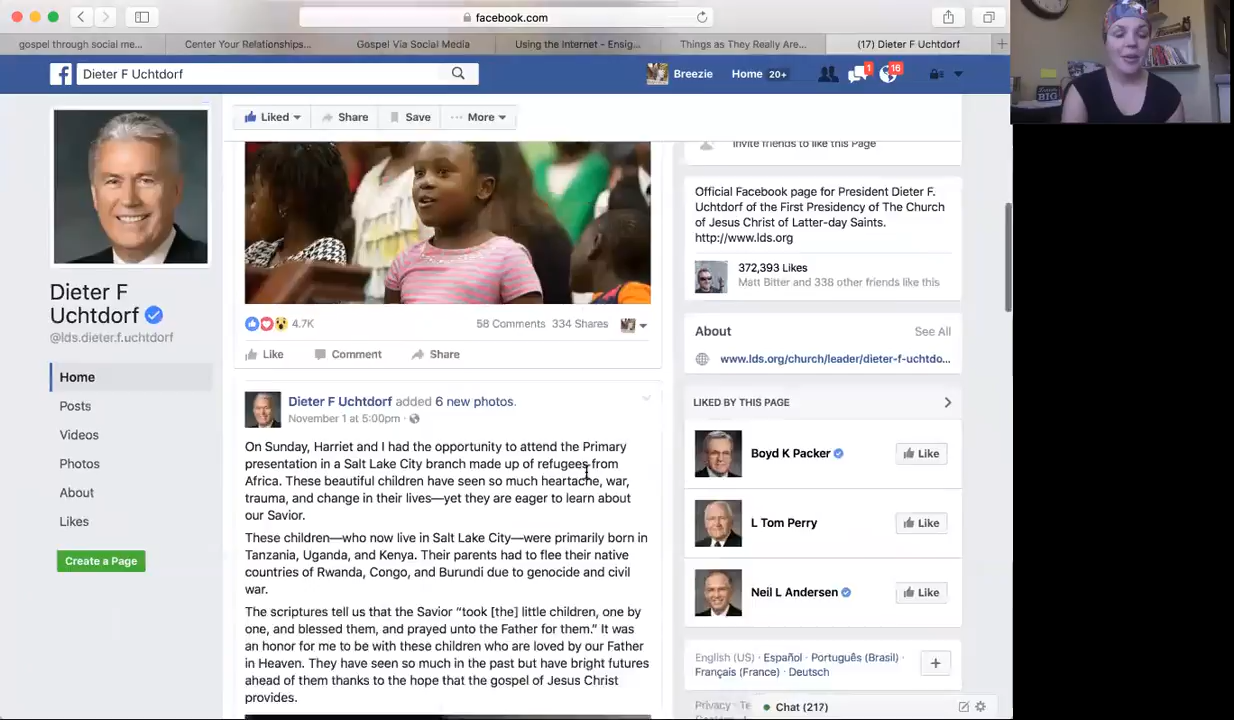 facebook.com
gospel through social me...
Center Your Relationships...
Gospel Via Social Media
Using the Internet - Ensig...
Things as They Really Are...
(17) Dieter F Uchtdorf
Dieter F Uchtdorf
Breezie
Home 20+
1
16
Liked
Share
Save
More
Dieter F
Uchtdorf
@lds.dieter.f.uchtdorf
Home
Posts
Videos
Photos
About
Likes
Create a Page
4.7K
58 Comments 334 Shares
Like
Comment
Share
Dieter F Uchtdorf added 6 new photos.
November 1 at 5:00pm
On Sunday, Harriet and I had the opportunity to attend the Primary
presentation in a Salt Lake City branch made up of refugees from
Africa. These beautiful children have seen so much heartache, war,
trauma, and change in their lives—yet they are eager to learn about
our Savior.
These children—who now live in Salt Lake City—were primarily born in
Tanzania, Uganda, and Kenya. Their parents had to flee their native
countries of Rwanda, Congo, and Burundi due to genocide and civil
war.
The scriptures tell us that the Savior “took [the] little children, one by
one, and blessed them, and prayed unto the Father for them.” It was
an honor for me to be with these children who are loved by our Father
in Heaven. They have seen so much in the past but have bright futures
ahead of them thanks to the hope that the gospel of Jesus Christ
provides.
Invite friends to like this Page
Official Facebook page for President Dieter F.
Uchtdorf of the First Presidency of The Church
of Jesus Christ of Latter-day Saints.
http://www.lds.org
372,393 Likes
Matt Bitter and 338 other friends like this
About
See All
www.lds.org/church/leader/dieter-f-uchtdo...
LIKED BY THIS PAGE
Boyd K Packer
Like
L Tom Perry
Like
Neil L Andersen
Like
English (US) · Español · Português (Brasil) ·
Français (France) · Deutsch
Privacy
Chat (217)
BIG